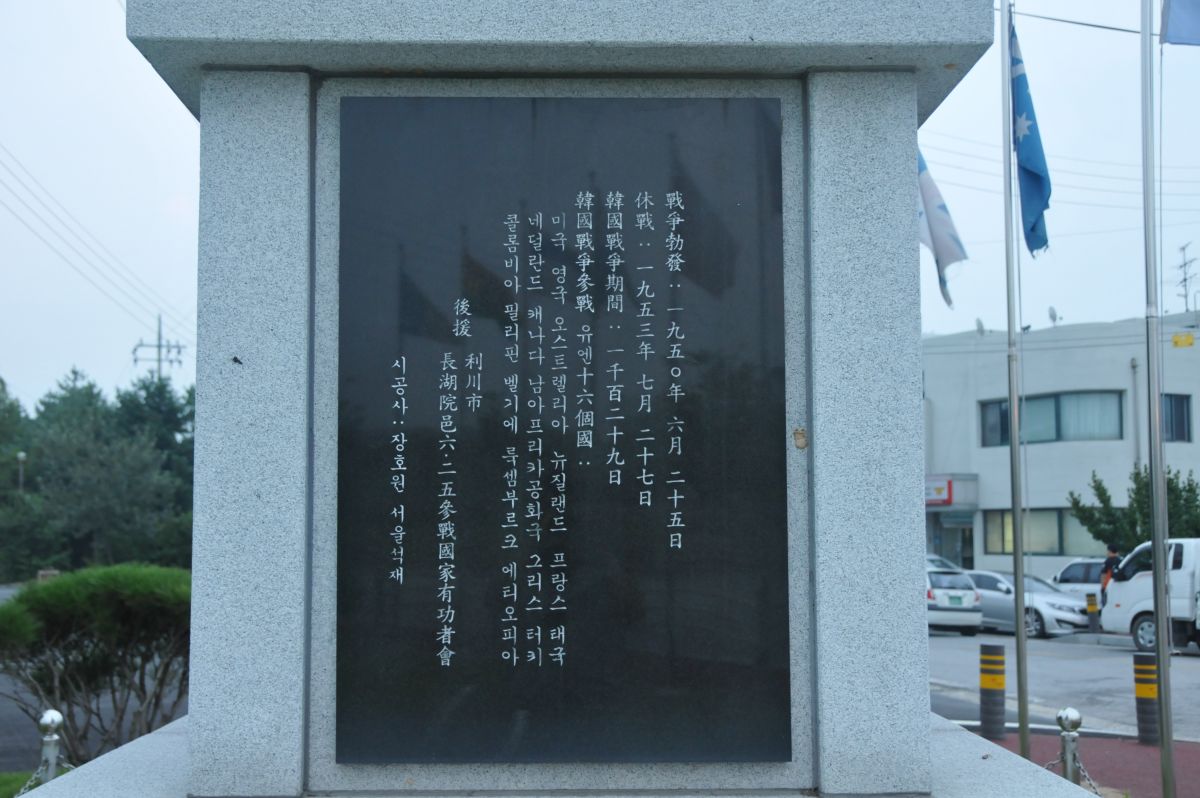 戰爭勃發:一九五〇年 六月 二十五日
休戰:一九五三年 七月 二十七日
韓國戰爭期間:一千百二十九日
韓國戰爭參戰 유엔十六個國:
미국 영국 오스트렐리아 뉴질랜드 프랑스 태국
네덜란드 캐나다 남아프리카공화국 그리스 터키
콜롬비아 필리핀 벨기에 룩셈부르크 에티오피아
後援 利川市
長湖院邑六·二五參戰國家有功者會
시공사:장호원 서울석재